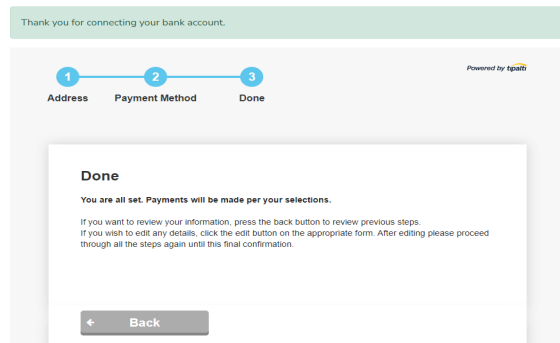 Thank you for connecting your bank account.
1 2 3
Powered by tipalti
Address Payment Method Done
Done
You are all set. Payments will be made per your selections.
If you want to review your information, press the back button to review previous steps.
If you wish to edit any details, click the edit button on the appropriate form. After editing please proceed
through all the steps again until this final confirmation.
Back